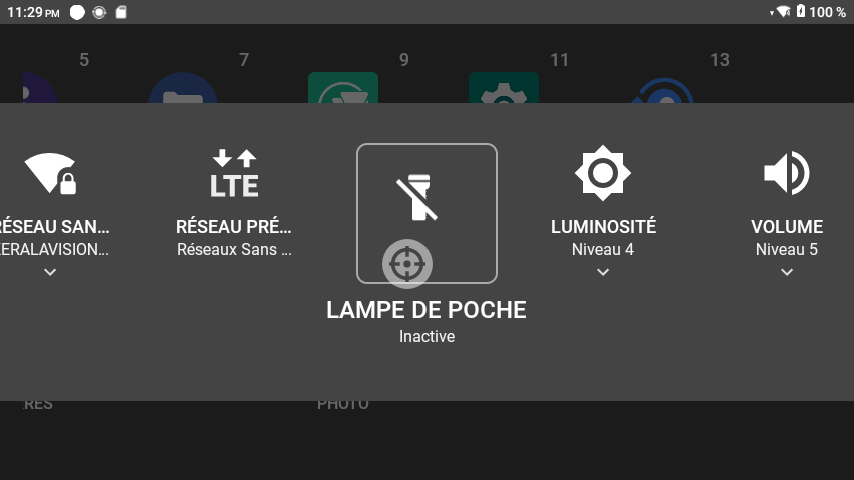 11:29 PM
100 %
5
7
9
11
13
LTE
RÉSEAU SAN...
ERALAVISION...
RÉSEAU PRÉ...
Réseaux Sans ...
LUMINOSITÉ
Niveau 4
VOLUME
Niveau 5
LAMPE DE POCHE
Inactive
RES
PHOTO